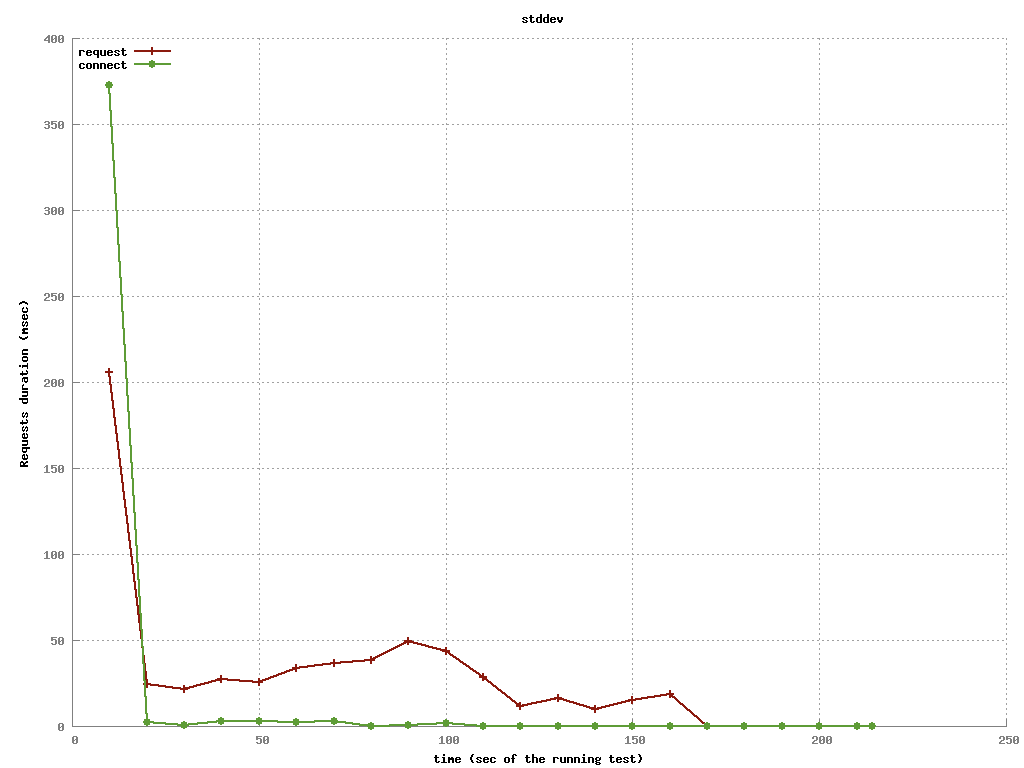 stddev
400
request
connect
350
300
250
200
150
100
50
0
Requests duration (msec)
0 50 100 150 200 250
time (sec of the running test)